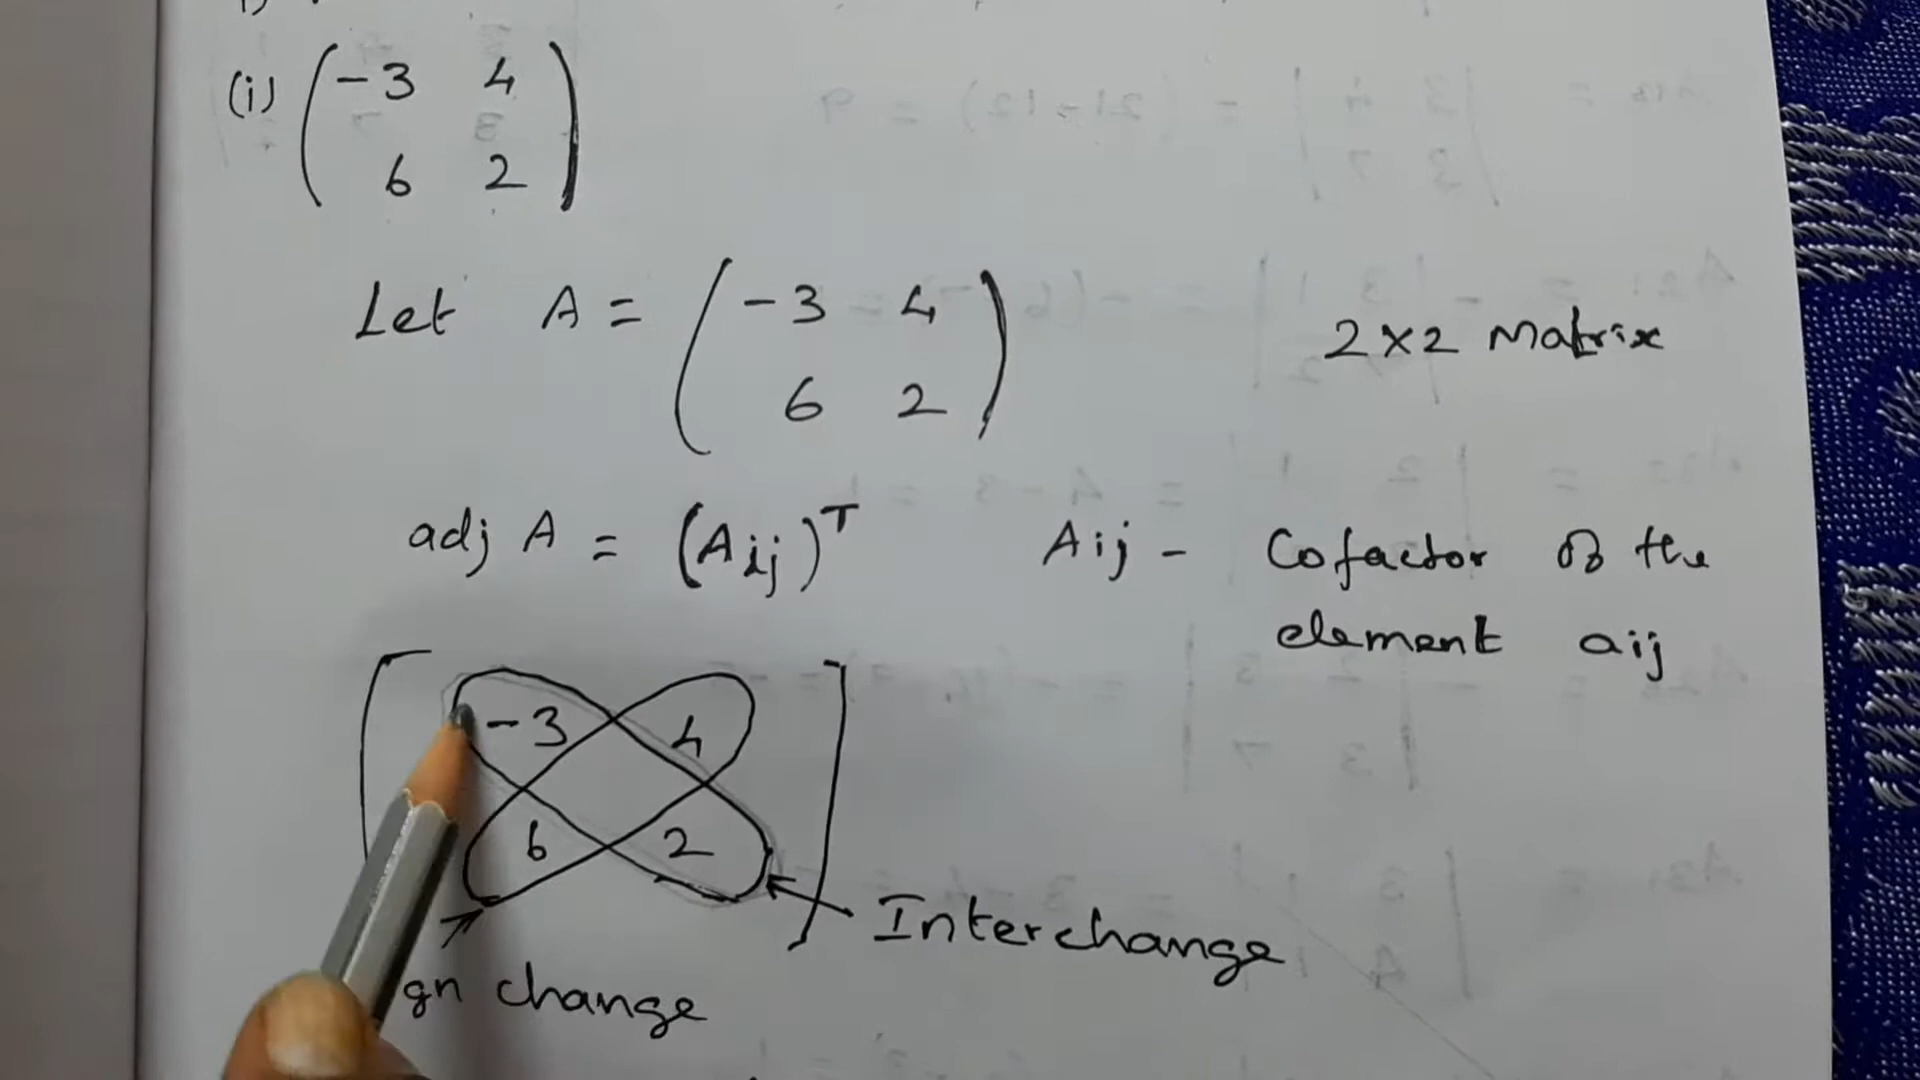 (i) ( -3 4
6 2 )
Let A = ( -3 4
6 2 ) 2×2 Matrix
adj A = (Aij)ᵀ Aij - Cofactor of the
element aij
[ -3 4
6 2 ]
Interchange
gn change